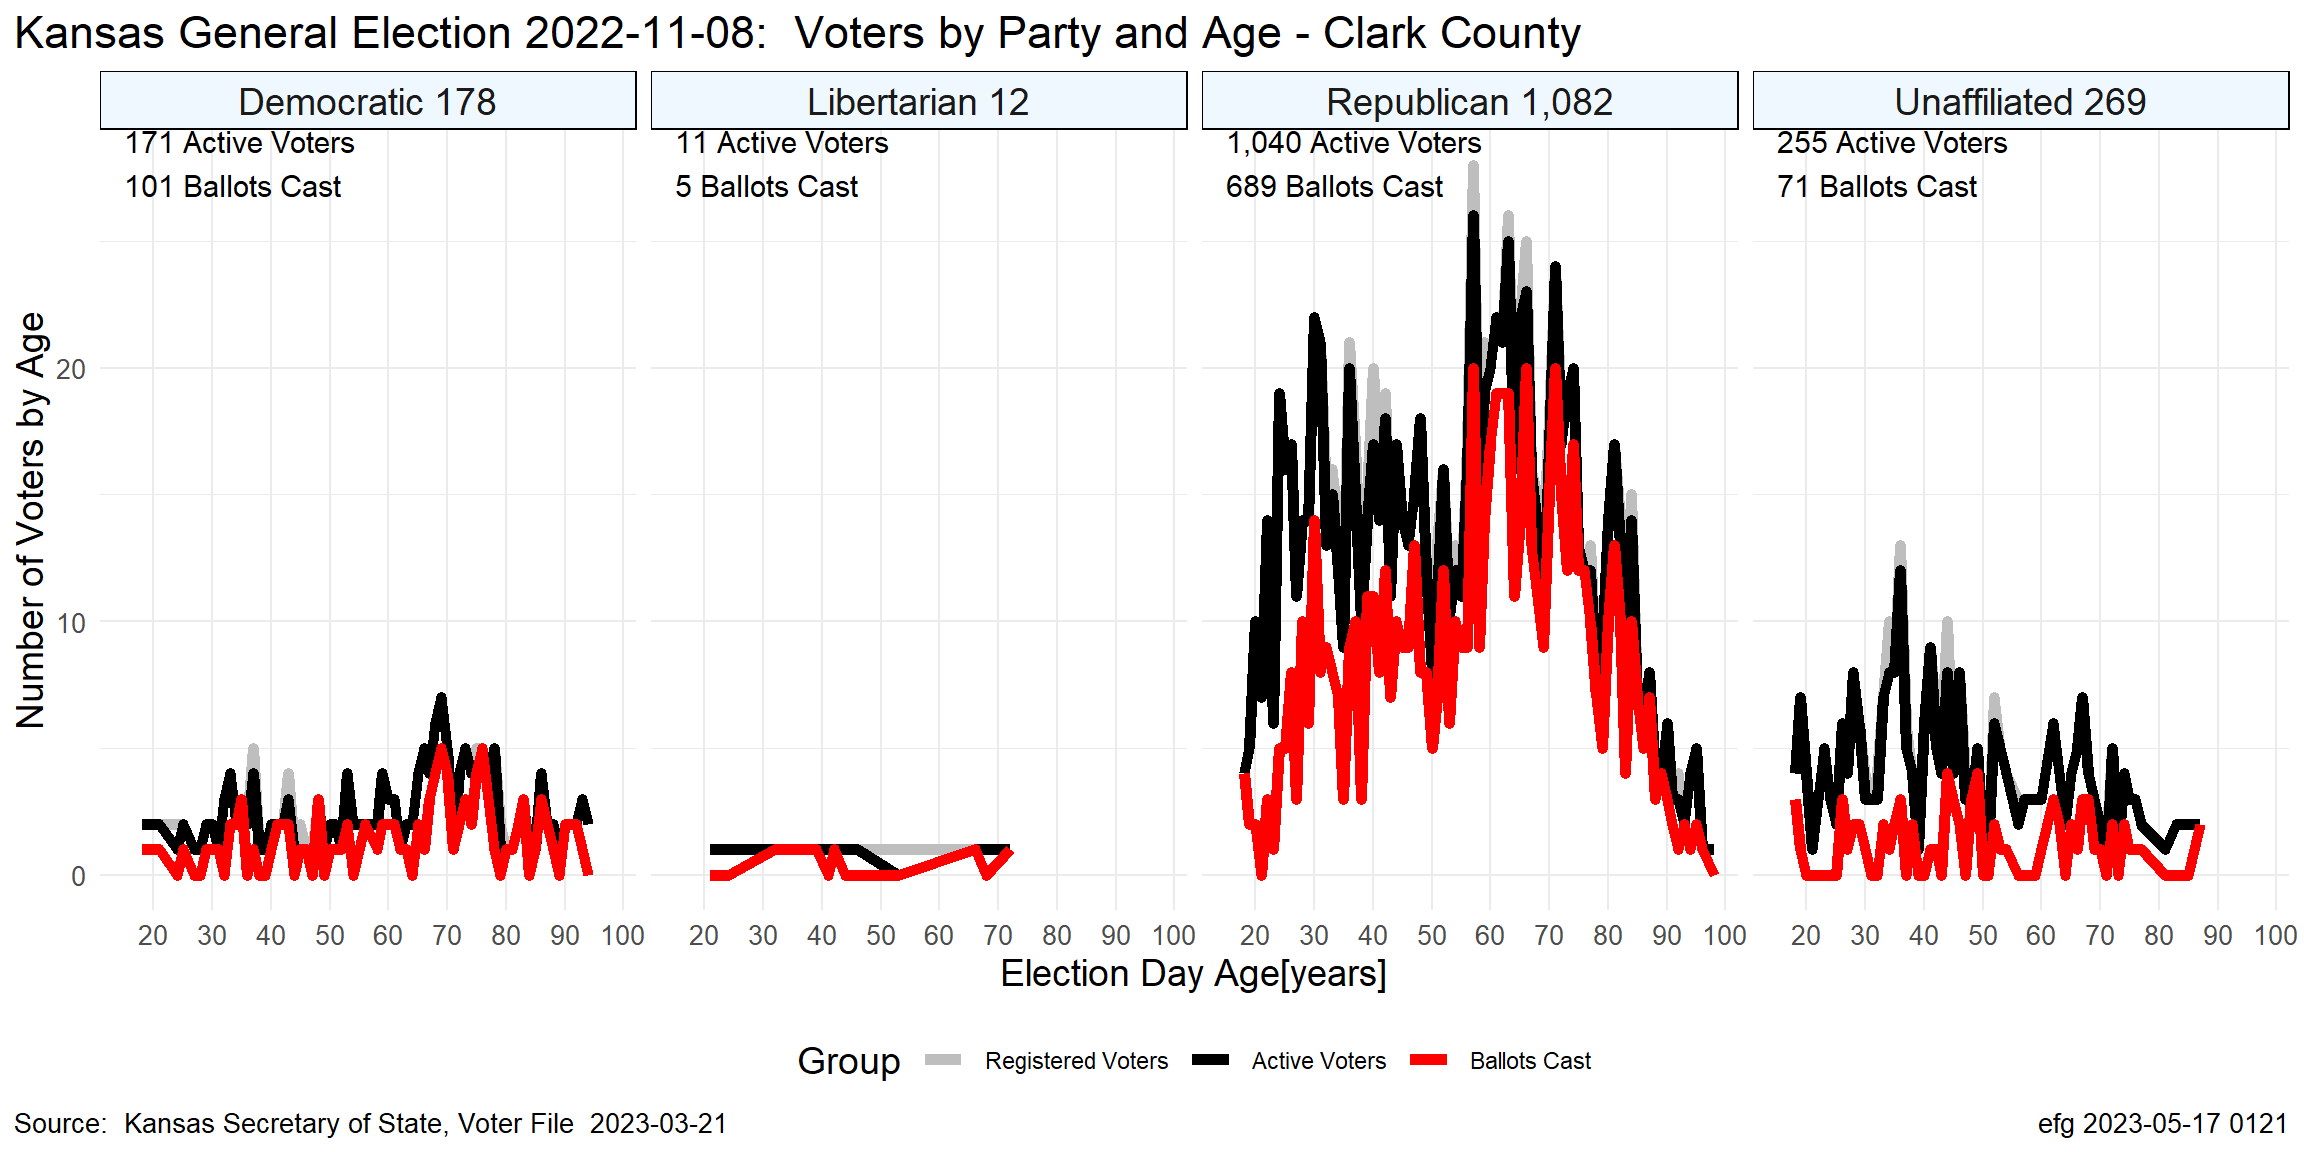 Kansas General Election 2022-11-08:  Voters by Party and Age - Clark County
Democratic 178
Libertarian 12
Republican 1,082
Unaffiliated 269
171 Active Voters
101 Ballots Cast
11 Active Voters
5 Ballots Cast
1,040 Active Voters
689 Ballots Cast
255 Active Voters
71 Ballots Cast
Number of Voters by Age
20
10
0
20 30 40 50 60 70 80 90 100
20 30 40 50 60 70 80 90 100
20 30 40 50 60 70 80 90 100
20 30 40 50 60 70 80 90 100
Election Day Age[years]
Group Registered Voters Active Voters Ballots Cast
Source:  Kansas Secretary of State, Voter File  2023-03-21
efg 2023-05-17 0121